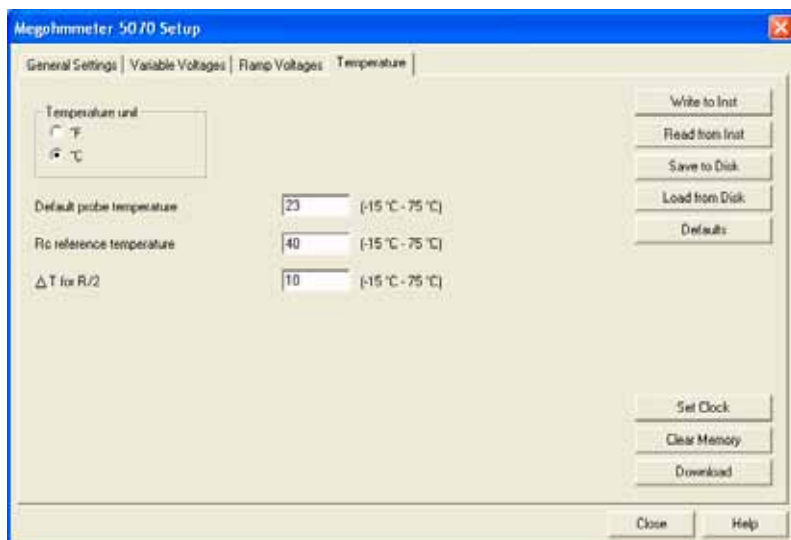 Megohmmeter 5070 Setup
General Settings Variable Voltages Ramp Voltages Temperature
Temperature unit
°F
°C
Default probe temperature 23 (-15 °C - 75 °C)
Rc reference temperature 40 (-15 °C - 75 °C)
Δ T for R/2 10 (-15 °C - 75 °C)
Write to Inst
Read from Inst
Save to Disk
Load from Disk
Defaults
Set Clock
Clear Memory
Download
Close Help